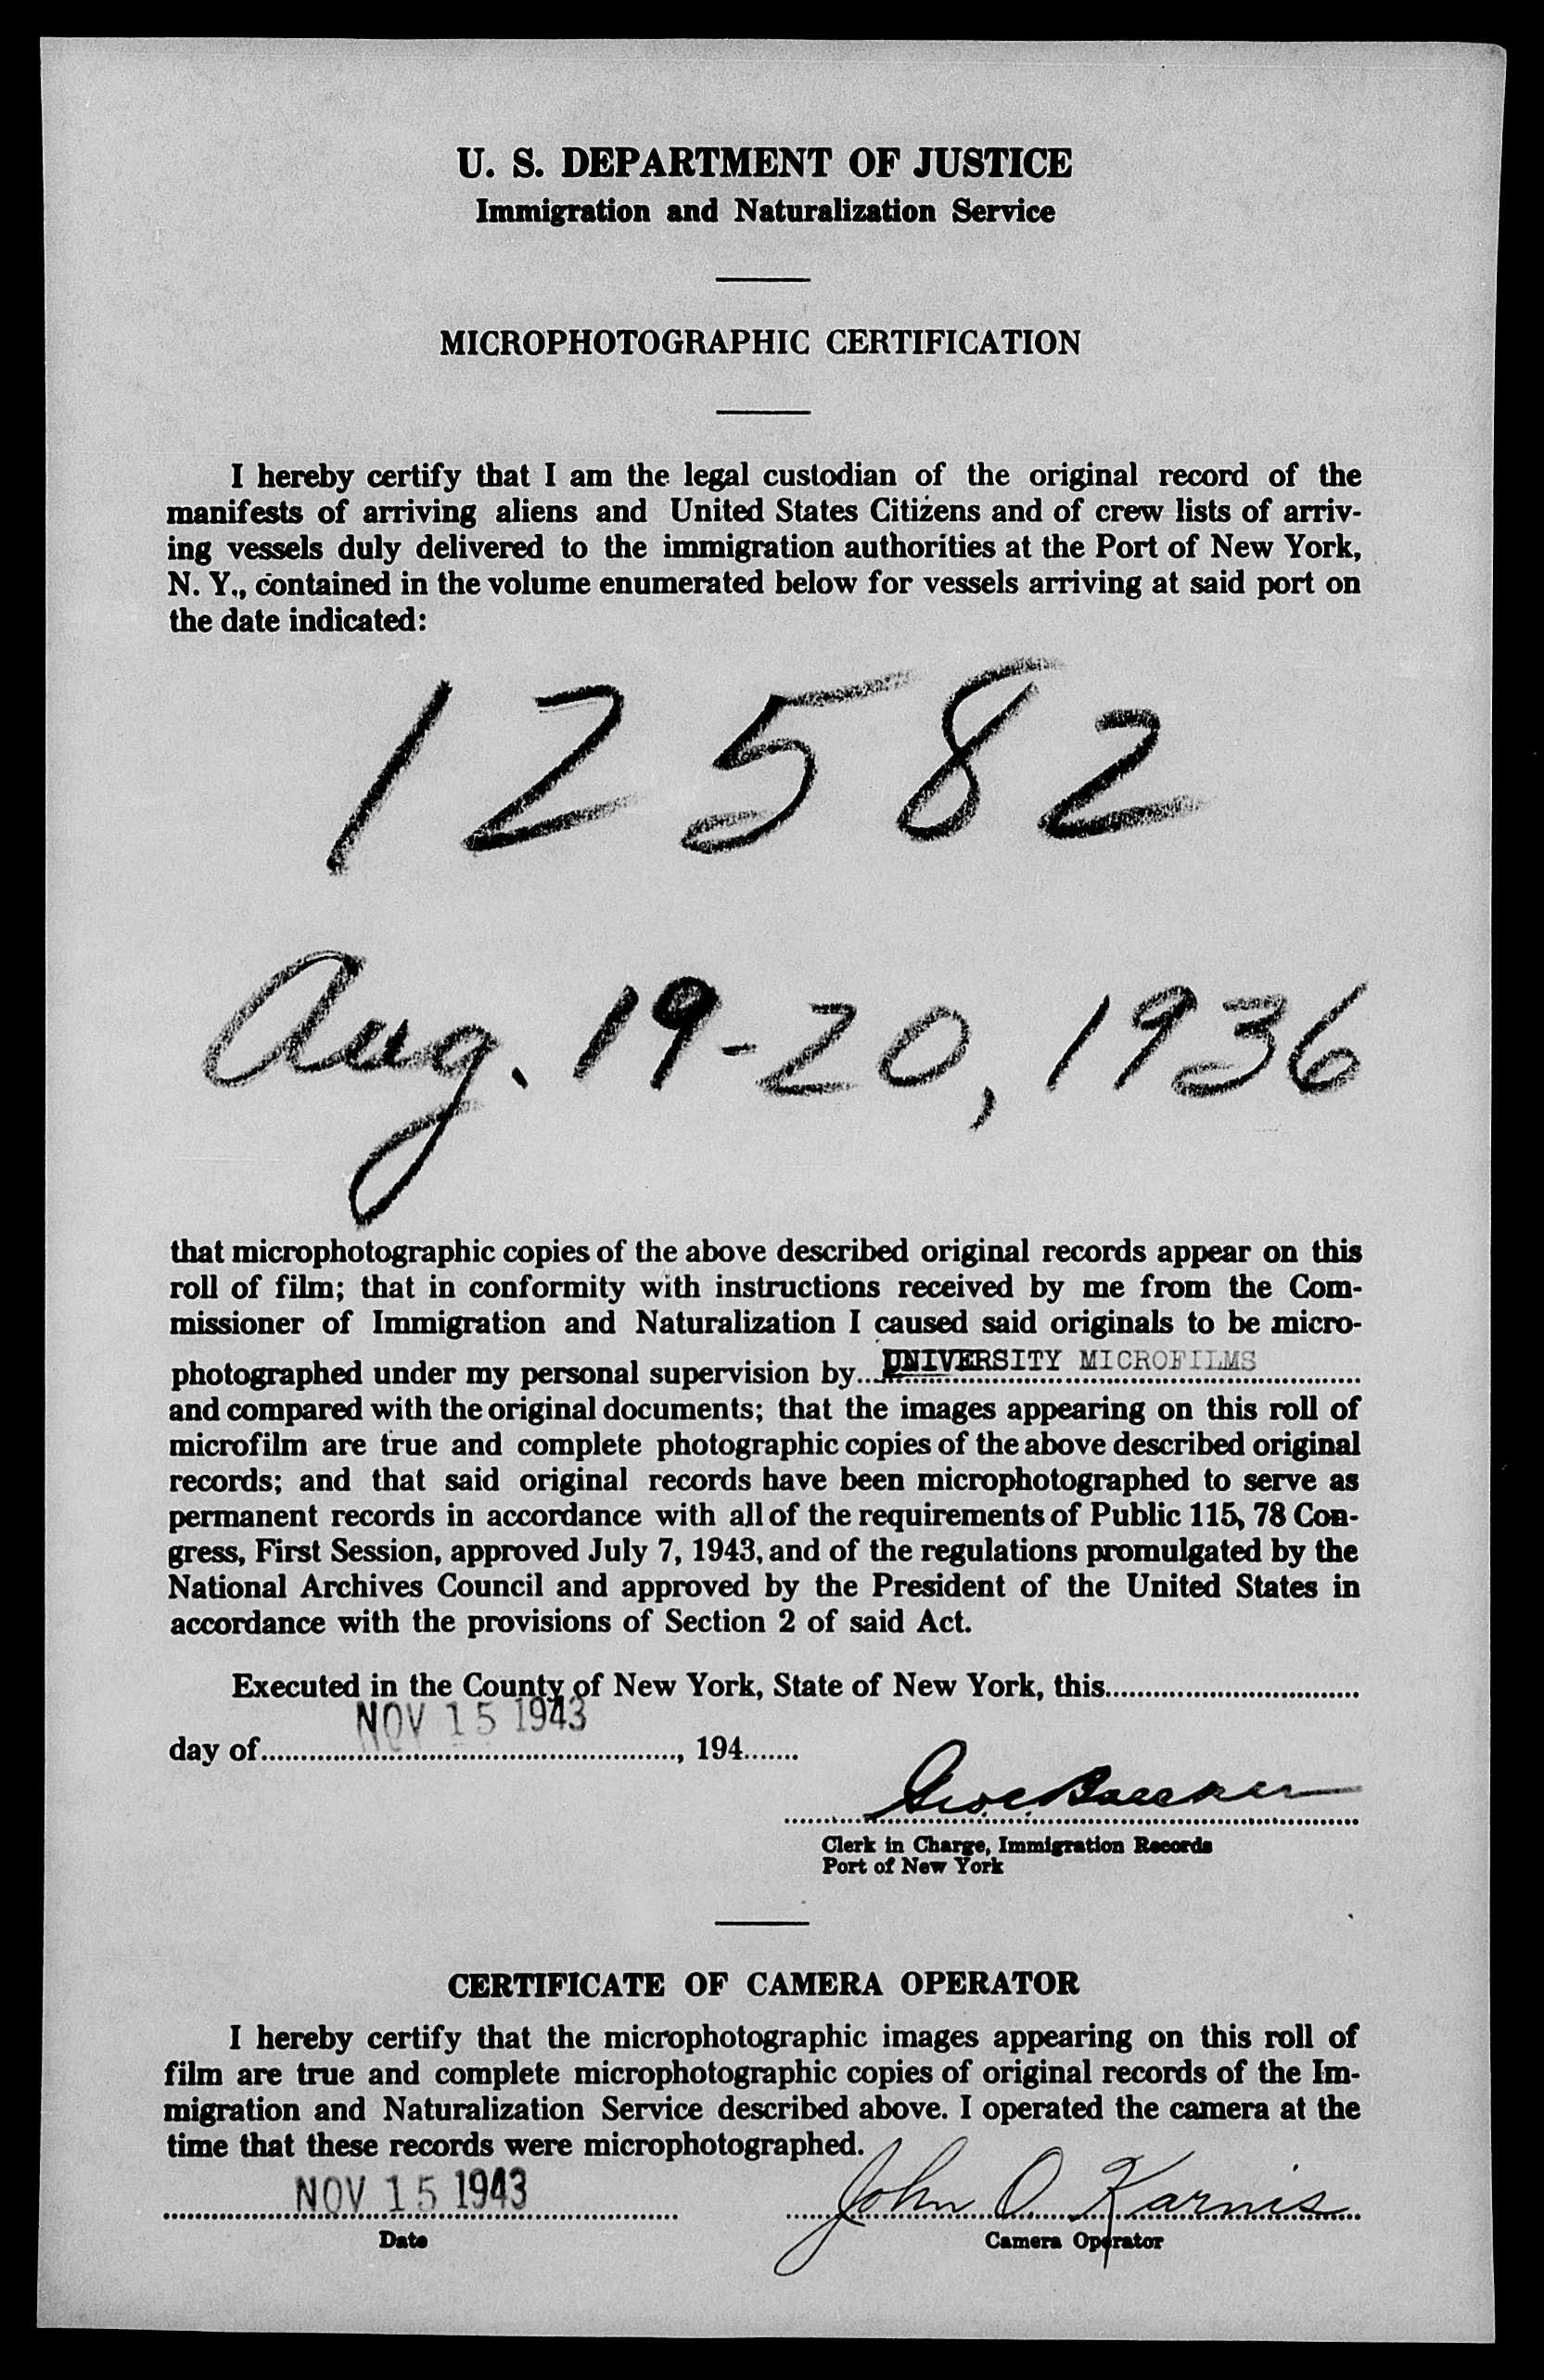 U. S. DEPARTMENT OF JUSTICE
Immigration and Naturalization Service
MICROPHOTOGRAPHIC CERTIFICATION
I hereby certify that I am the legal custodian of the original record of the
manifests of arriving aliens and United States Citizens and of crew lists of arriv-
ing vessels duly delivered to the immigration authorities at the Port of New York,
N. Y., contained in the volume enumerated below for vessels arriving at said port on
the date indicated:
12582
Aug. 19-20, 1936
that microphotographic copies of the above described original records appear on this
roll of film; that in conformity with instructions received by me from the Com-
missioner of Immigration and Naturalization I caused said originals to be micro-
photographed under my personal supervision by UNIVERSITY MICROFILMS
and compared with the original documents; that the images appearing on this roll of
microfilm are true and complete photographic copies of the above described original
records; and that said original records have been microphotographed to serve as
permanent records in accordance with all of the requirements of Public 115, 78 Con-
gress, First Session, approved July 7, 1943, and of the regulations promulgated by the
National Archives Council and approved by the President of the United States in
accordance with the provisions of Section 2 of said Act.
Executed in the County of New York, State of New York, this
NOV 15 1943
day of , 194
Clerk in Charge, Immigration Records
Port of New York
CERTIFICATE OF CAMERA OPERATOR
I hereby certify that the microphotographic images appearing on this roll of
film are true and complete microphotographic copies of original records of the Im-
migration and Naturalization Service described above. I operated the camera at the
time that these records were microphotographed.
NOV 15 1943 John O. Karnis
Date Camera Operator